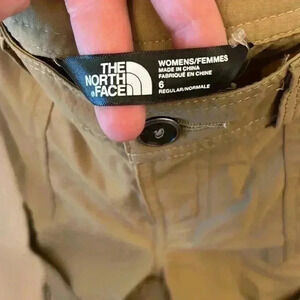 THE
NORTH
FACE
WOMENS/FEMMES
MADE IN CHINA
FABRIQUÉ EN CHINE
6
REGULAR/NORMALE